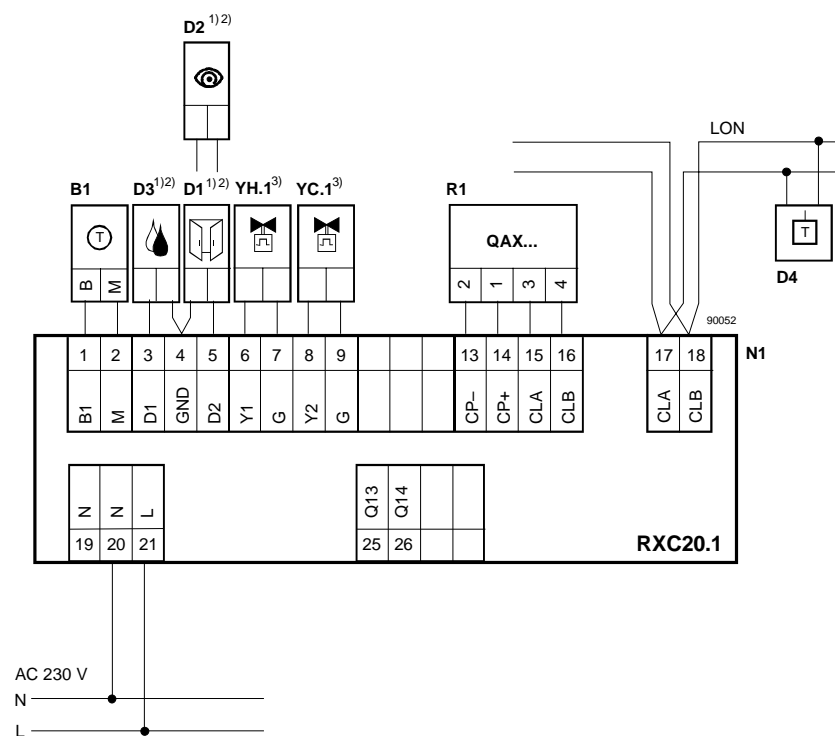 D2 1) 2)
LON
B1 D3 1)2) D1 1) 2) YH.1 3) YC.1 3) R1
T
QAX...
T
D4
B M 2 1 3 4
90052
1 2 3 4 5 6 7 8 9 13 14 15 16 17 18 N1
B1 M D1 GND D2 Y1 G Y2 G CP– CP+ CLA CLB CLA CLB
N N L Q13 Q14
19 20 21 25 26 RXC20.1
AC 230 V
N
L